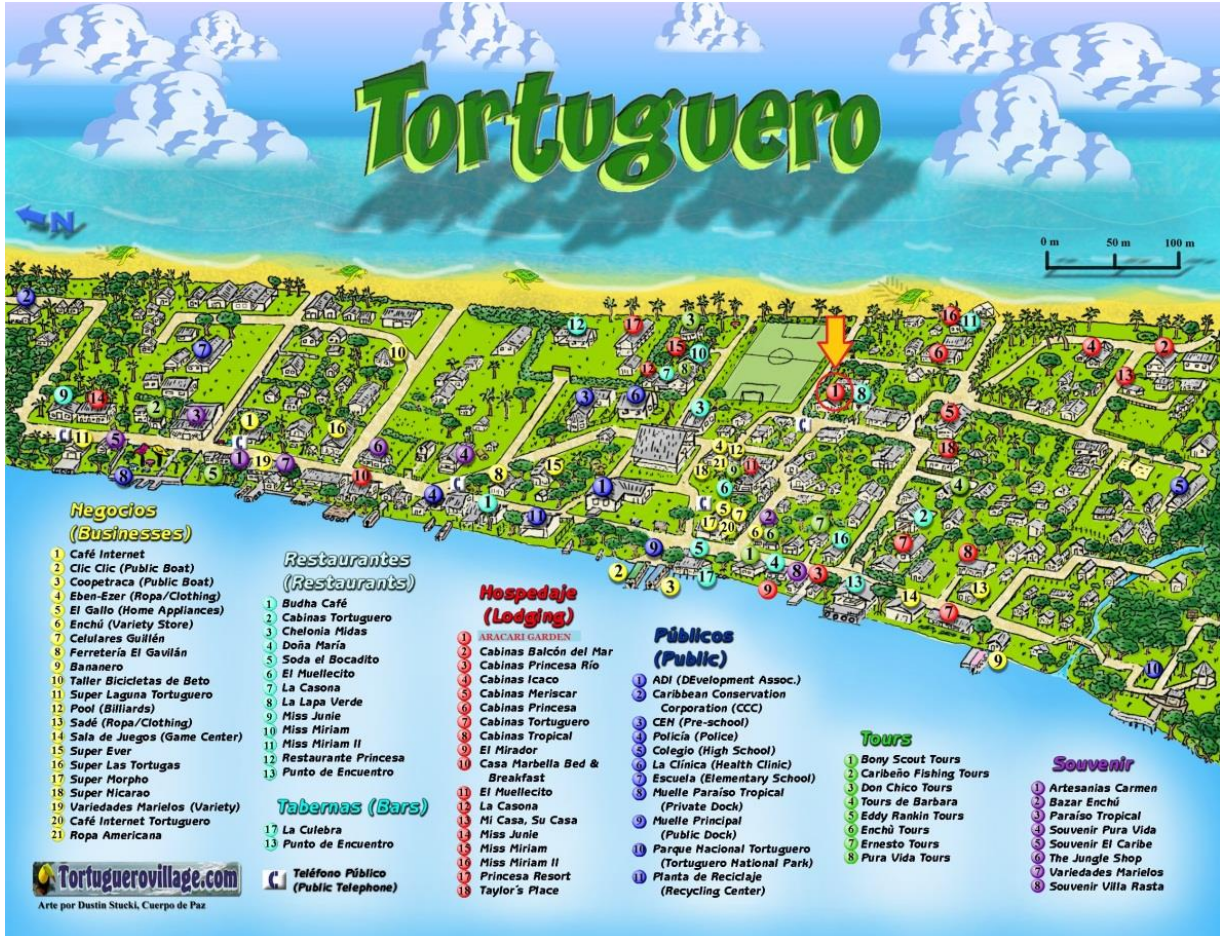 Tortuguero
N
0 m 50 m 100 m
Negocios
(Businesses)
1 Café Internet
2 Clic Clic (Public Boat)
3 Coopetraca (Public Boat)
4 Eben-Ezer (Ropa/Clothing)
5 El Gallo (Home Appliances)
6 Enchú (Variety Store)
7 Celulares Guillén
8 Ferretería El Gavilán
9 Bananero
10 Taller Bicicletas de Beto
11 Super Laguna Tortuguero
12 Pool (Billiards)
13 Sadé (Ropa/Clothing)
14 Sala de Juegos (Game Center)
15 Super Ever
16 Super Las Tortugas
17 Super Morpho
18 Super Nicarao
19 Variedades Marielos (Variety)
20 Café Internet Tortuguero
21 Ropa Americana
Tortuguerovillage.com
Arte por Dustin Stucki, Cuerpo de Paz
Restaurantes
(Restaurants)
1 Budha Café
2 Cabinas Tortuguero
3 Chelonia Midas
4 Doña María
5 Soda el Bocadito
6 El Muellecito
7 La Casona
8 La Lapa Verde
9 Miss Junie
10 Miss Miriam
11 Miss Miriam II
12 Restaurante Princesa
13 Punto de Encuentro
Tabernas (Bars)
17 La Culebra
13 Punto de Encuentro
Teléfono Público
(Public Telephone)
Hospedaje
(Lodging)
1 ARACARI GARDEN
2 Cabinas Balcón del Mar
3 Cabinas Princesa Río
4 Cabinas Icaco
5 Cabinas Meriscar
6 Cabinas Princesa
7 Cabinas Tortuguero
8 Cabinas Tropical
9 El Mirador
10 Casa Marbella Bed &
Breakfast
11 El Muellecito
12 La Casona
13 Mi Casa, Su Casa
14 Miss Junie
15 Miss Miriam
16 Miss Miriam II
17 Princesa Resort
18 Taylor's Place
Públicos
(Public)
1 ADI (DEvelopment Assoc.)
2 Caribbean Conservation
Corporation (CCC)
3 CEN (Pre-school)
4 Policía (Police)
5 Colegio (High School)
6 La Clínica (Health Clinic)
7 Escuela (Elementary School)
8 Muelle Paraíso Tropical
(Private Dock)
9 Muelle Principal
(Public Dock)
10 Parque Nacional Tortuguero
(Tortuguero National Park)
11 Planta de Reciclaje
(Recycling Center)
Tours
1 Bony Scout Tours
2 Caribeño Fishing Tours
3 Don Chico Tours
4 Tours de Barbara
5 Eddy Rankin Tours
6 Enchù Tours
7 Ernesto Tours
8 Pura Vida Tours
Souvenir
1 Artesanias Carmen
2 Bazar Enchú
3 Paraíso Tropical
4 Souvenir Pura Vida
5 Souvenir El Caribe
6 The Jungle Shop
7 Variedades Marielos
8 Souvenir Villa Rasta